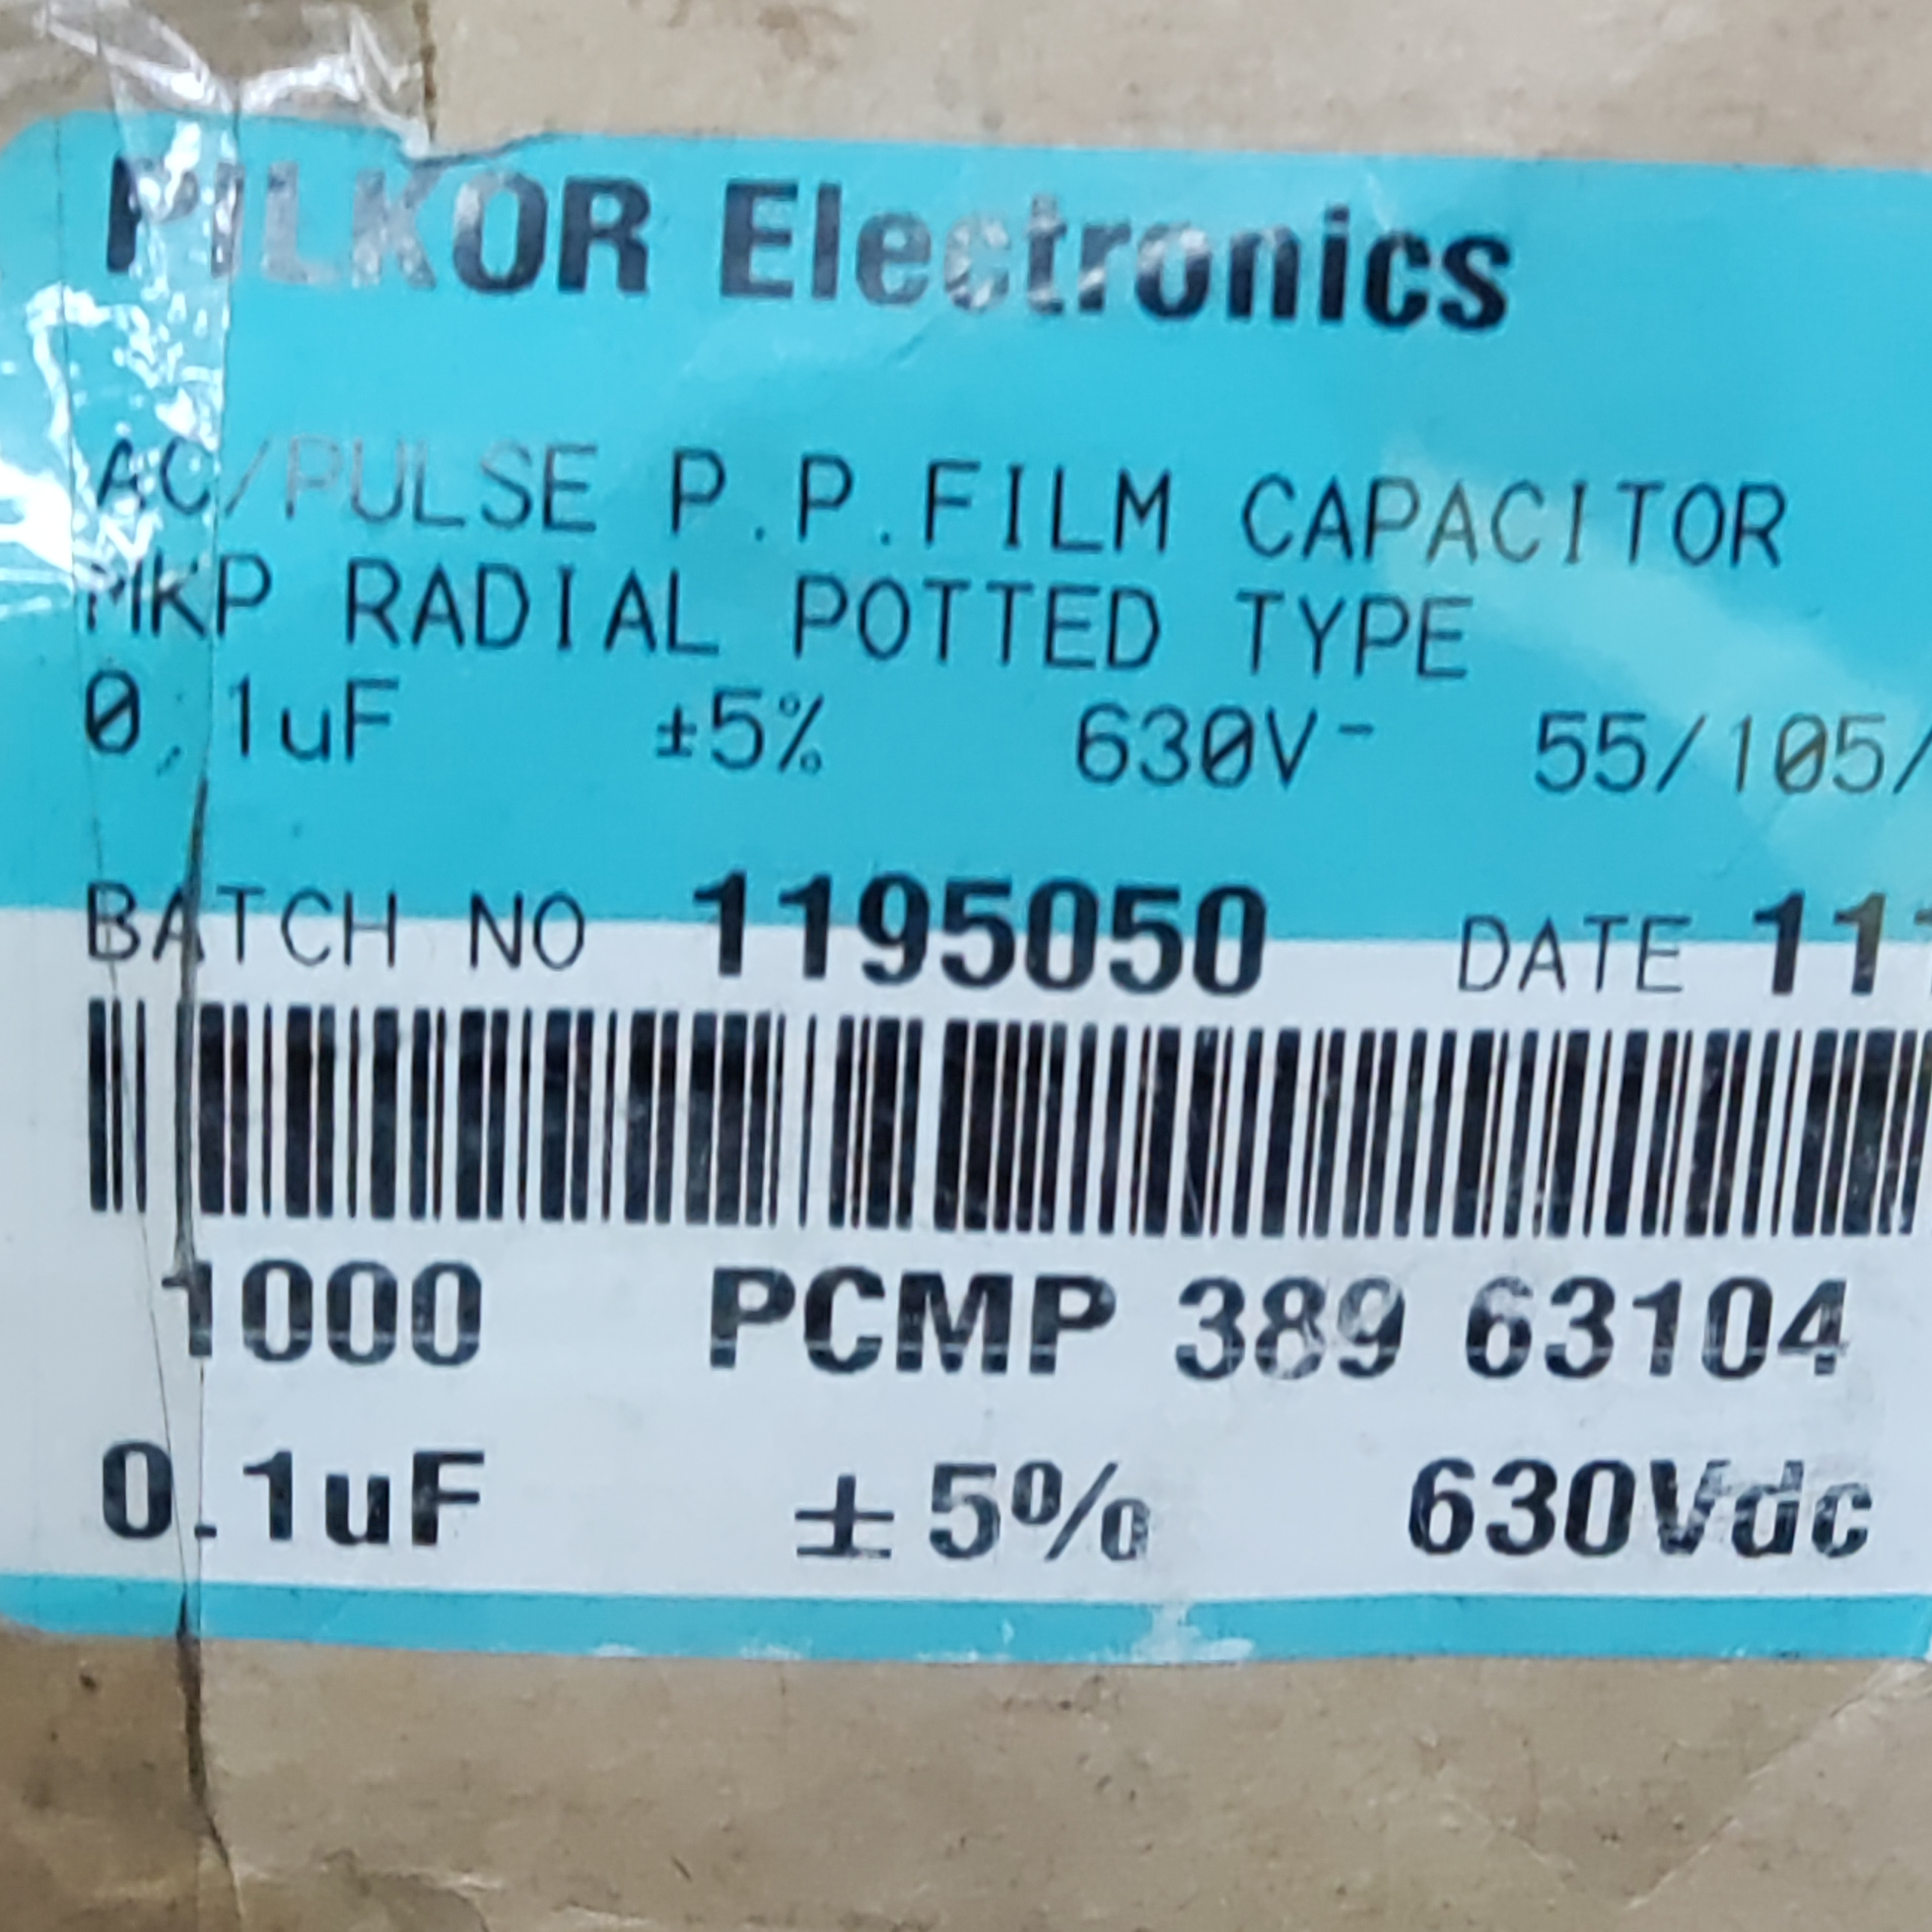 PILKOR Electronics
AC/PULSE P.P.FILM CAPACITOR
MKP RADIAL POTTED TYPE
0.1uF ±5% 630V- 55/105/
BATCH NO 1195050 DATE 11
1000 PCMP 389 63104
0.1uF ±5% 630Vdc